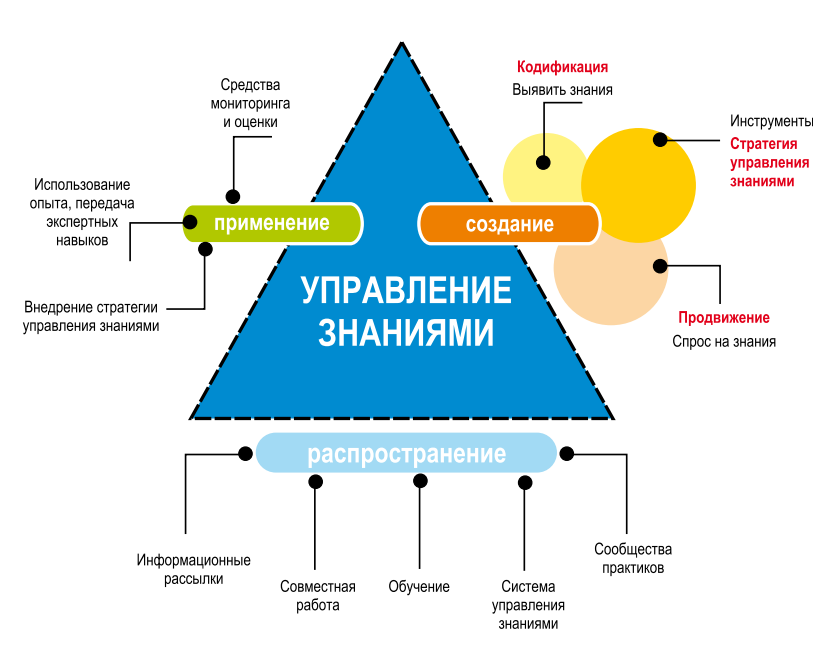 Кодификация
Выявить знания
Средства
мониторинга
и оценки
Инструменты
Стратегия
управления
знаниями
Использование
опыта, передача
экспертных
навыков
применение
создание
УПРАВЛЕНИЕ
ЗНАНИЯМИ
Внедрение стратегии
управления знаниями
Продвижение
Спрос на знания
распространение
Информационные
рассылки
Совместная
работа
Обучение
Система
управления
знаниями
Сообщества
практиков